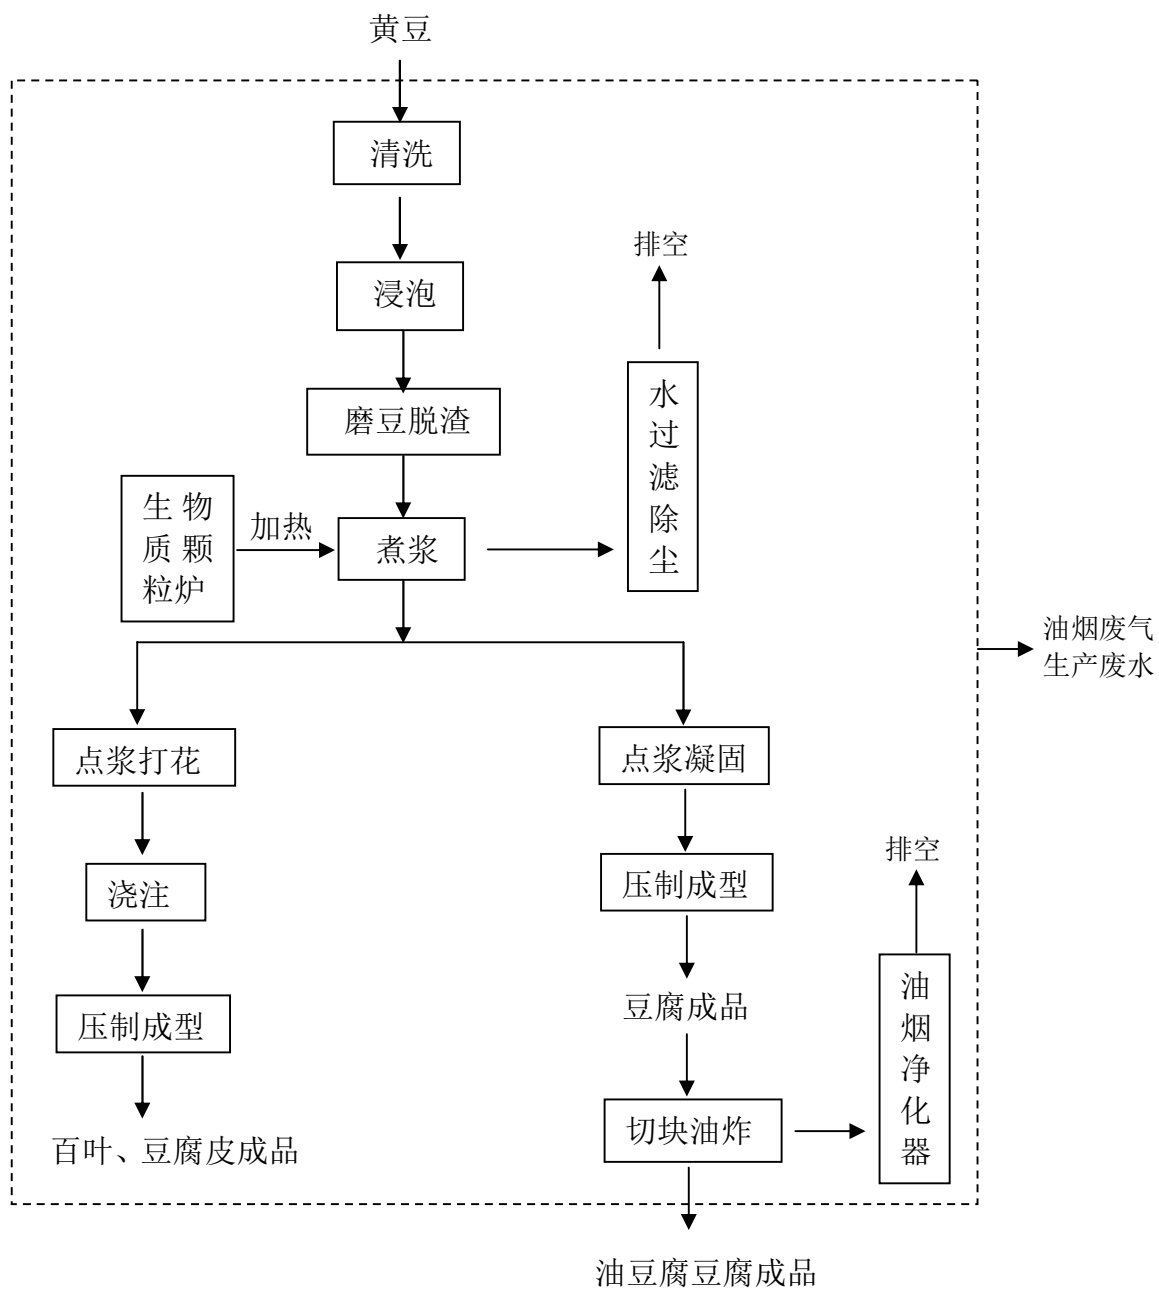 黄豆
清洗
浸泡
排空
磨豆脱渣
水
过
滤
除
尘
生物
质颗
粒炉
加热
煮浆
油烟废气
生产废水
点浆打花
点浆凝固
浇注
压制成型
排空
压制成型
豆腐成品
油
烟
净
化
器
切块油炸
百叶、豆腐皮成品
油豆腐豆腐成品